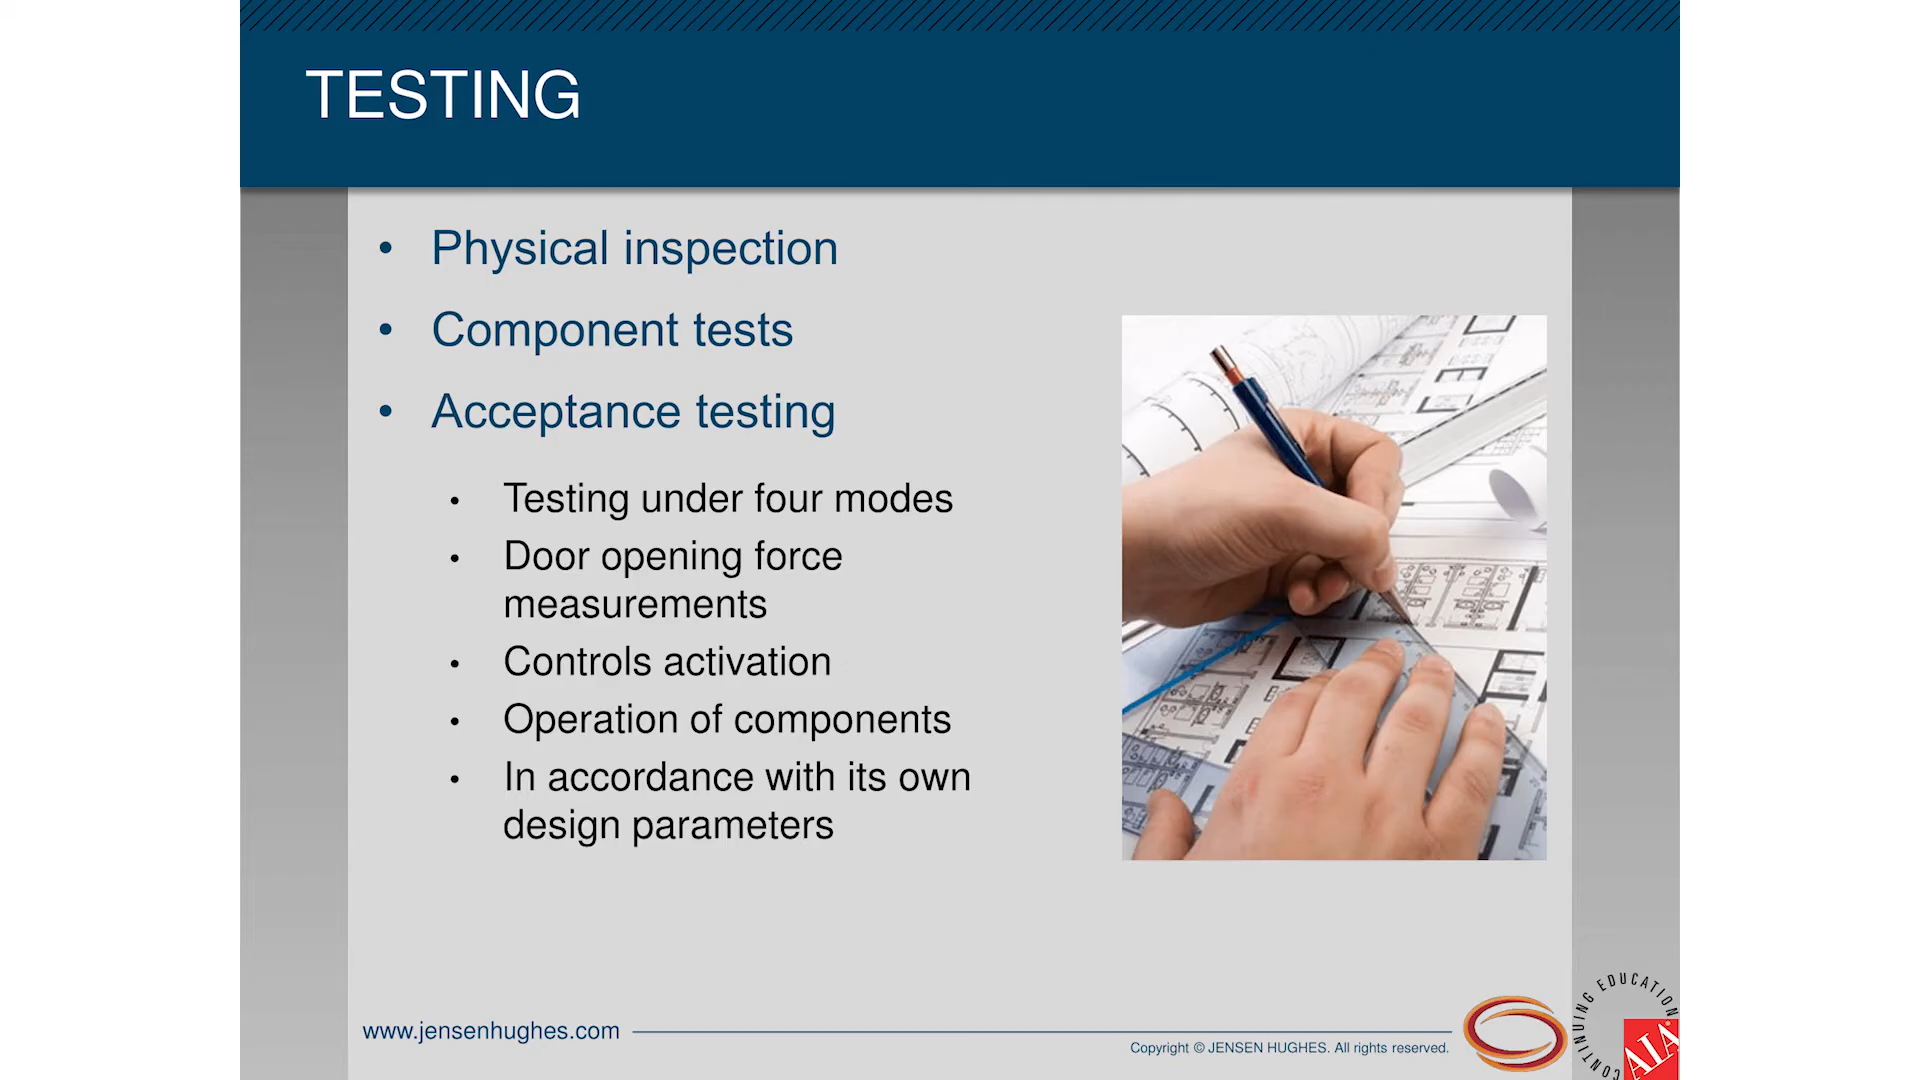 TESTING
• Physical inspection
• Component tests
• Acceptance testing
• Testing under four modes
• Door opening force
measurements
• Controls activation
• Operation of components
• In accordance with its own
design parameters
www.jensenhughes.com
Copyright © JENSEN HUGHES. All rights reserved.
CONTINUING EDUCATION
AIA